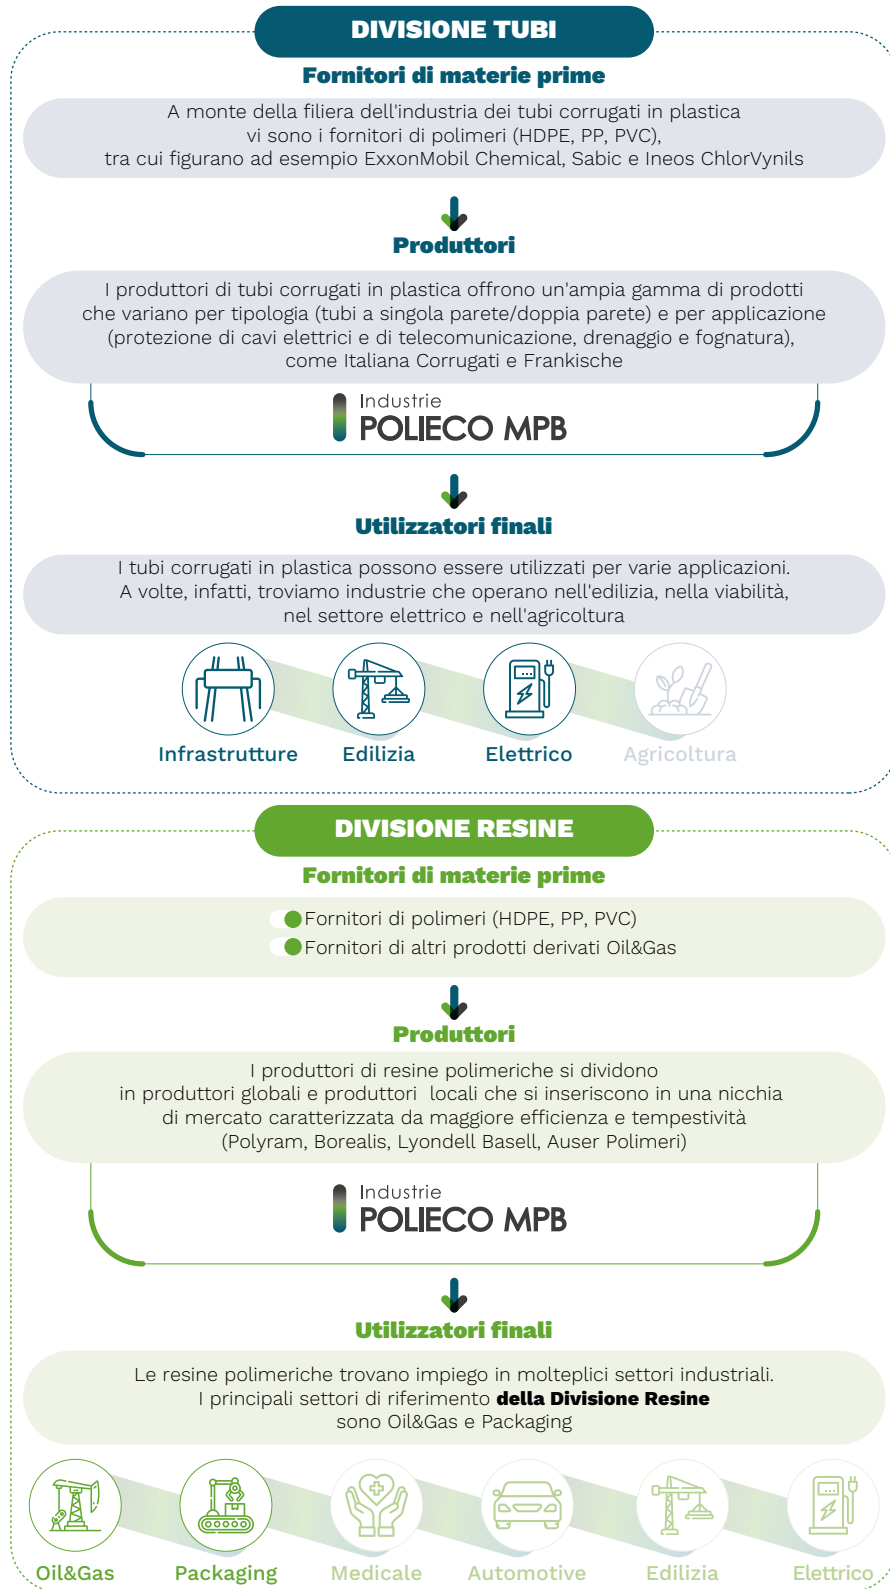 DIVISIONE TUBI
Fornitori di materie prime
A monte della filiera dell'industria dei tubi corrugati in plastica
vi sono i fornitori di polimeri (HDPE, PP, PVC),
tra cui figurano ad esempio ExxonMobil Chemical, Sabic e Ineos ChlorVynils
Produttori
I produttori di tubi corrugati in plastica offrono un'ampia gamma di prodotti
che variano per tipologia (tubi a singola parete/doppia parete) e per applicazione
(protezione di cavi elettrici e di telecomunicazione, drenaggio e fognatura),
come Italiana Corrugati e Frankische
Industrie
POLIECO MPB
Utilizzatori finali
I tubi corrugati in plastica possono essere utilizzati per varie applicazioni.
A volte, infatti, troviamo industrie che operano nell'edilizia, nella viabilità,
nel settore elettrico e nell'agricoltura
Infrastrutture Edilizia Elettrico Agricoltura
DIVISIONE RESINE
Fornitori di materie prime
Fornitori di polimeri (HDPE, PP, PVC)
Fornitori di altri prodotti derivati Oil&Gas
Produttori
I produttori di resine polimeriche si dividono
in produttori globali e produttori locali che si inseriscono in una nicchia
di mercato caratterizzata da maggiore efficienza e tempestività
(Polyram, Borealis, Lyondell Basell, Auser Polimeri)
Industrie
POLIECO MPB
Utilizzatori finali
Le resine polimeriche trovano impiego in molteplici settori industriali.
I principali settori di riferimento della Divisione Resine
sono Oil&Gas e Packaging
Oil&Gas Packaging Medicale Automotive Edilizia Elettrico